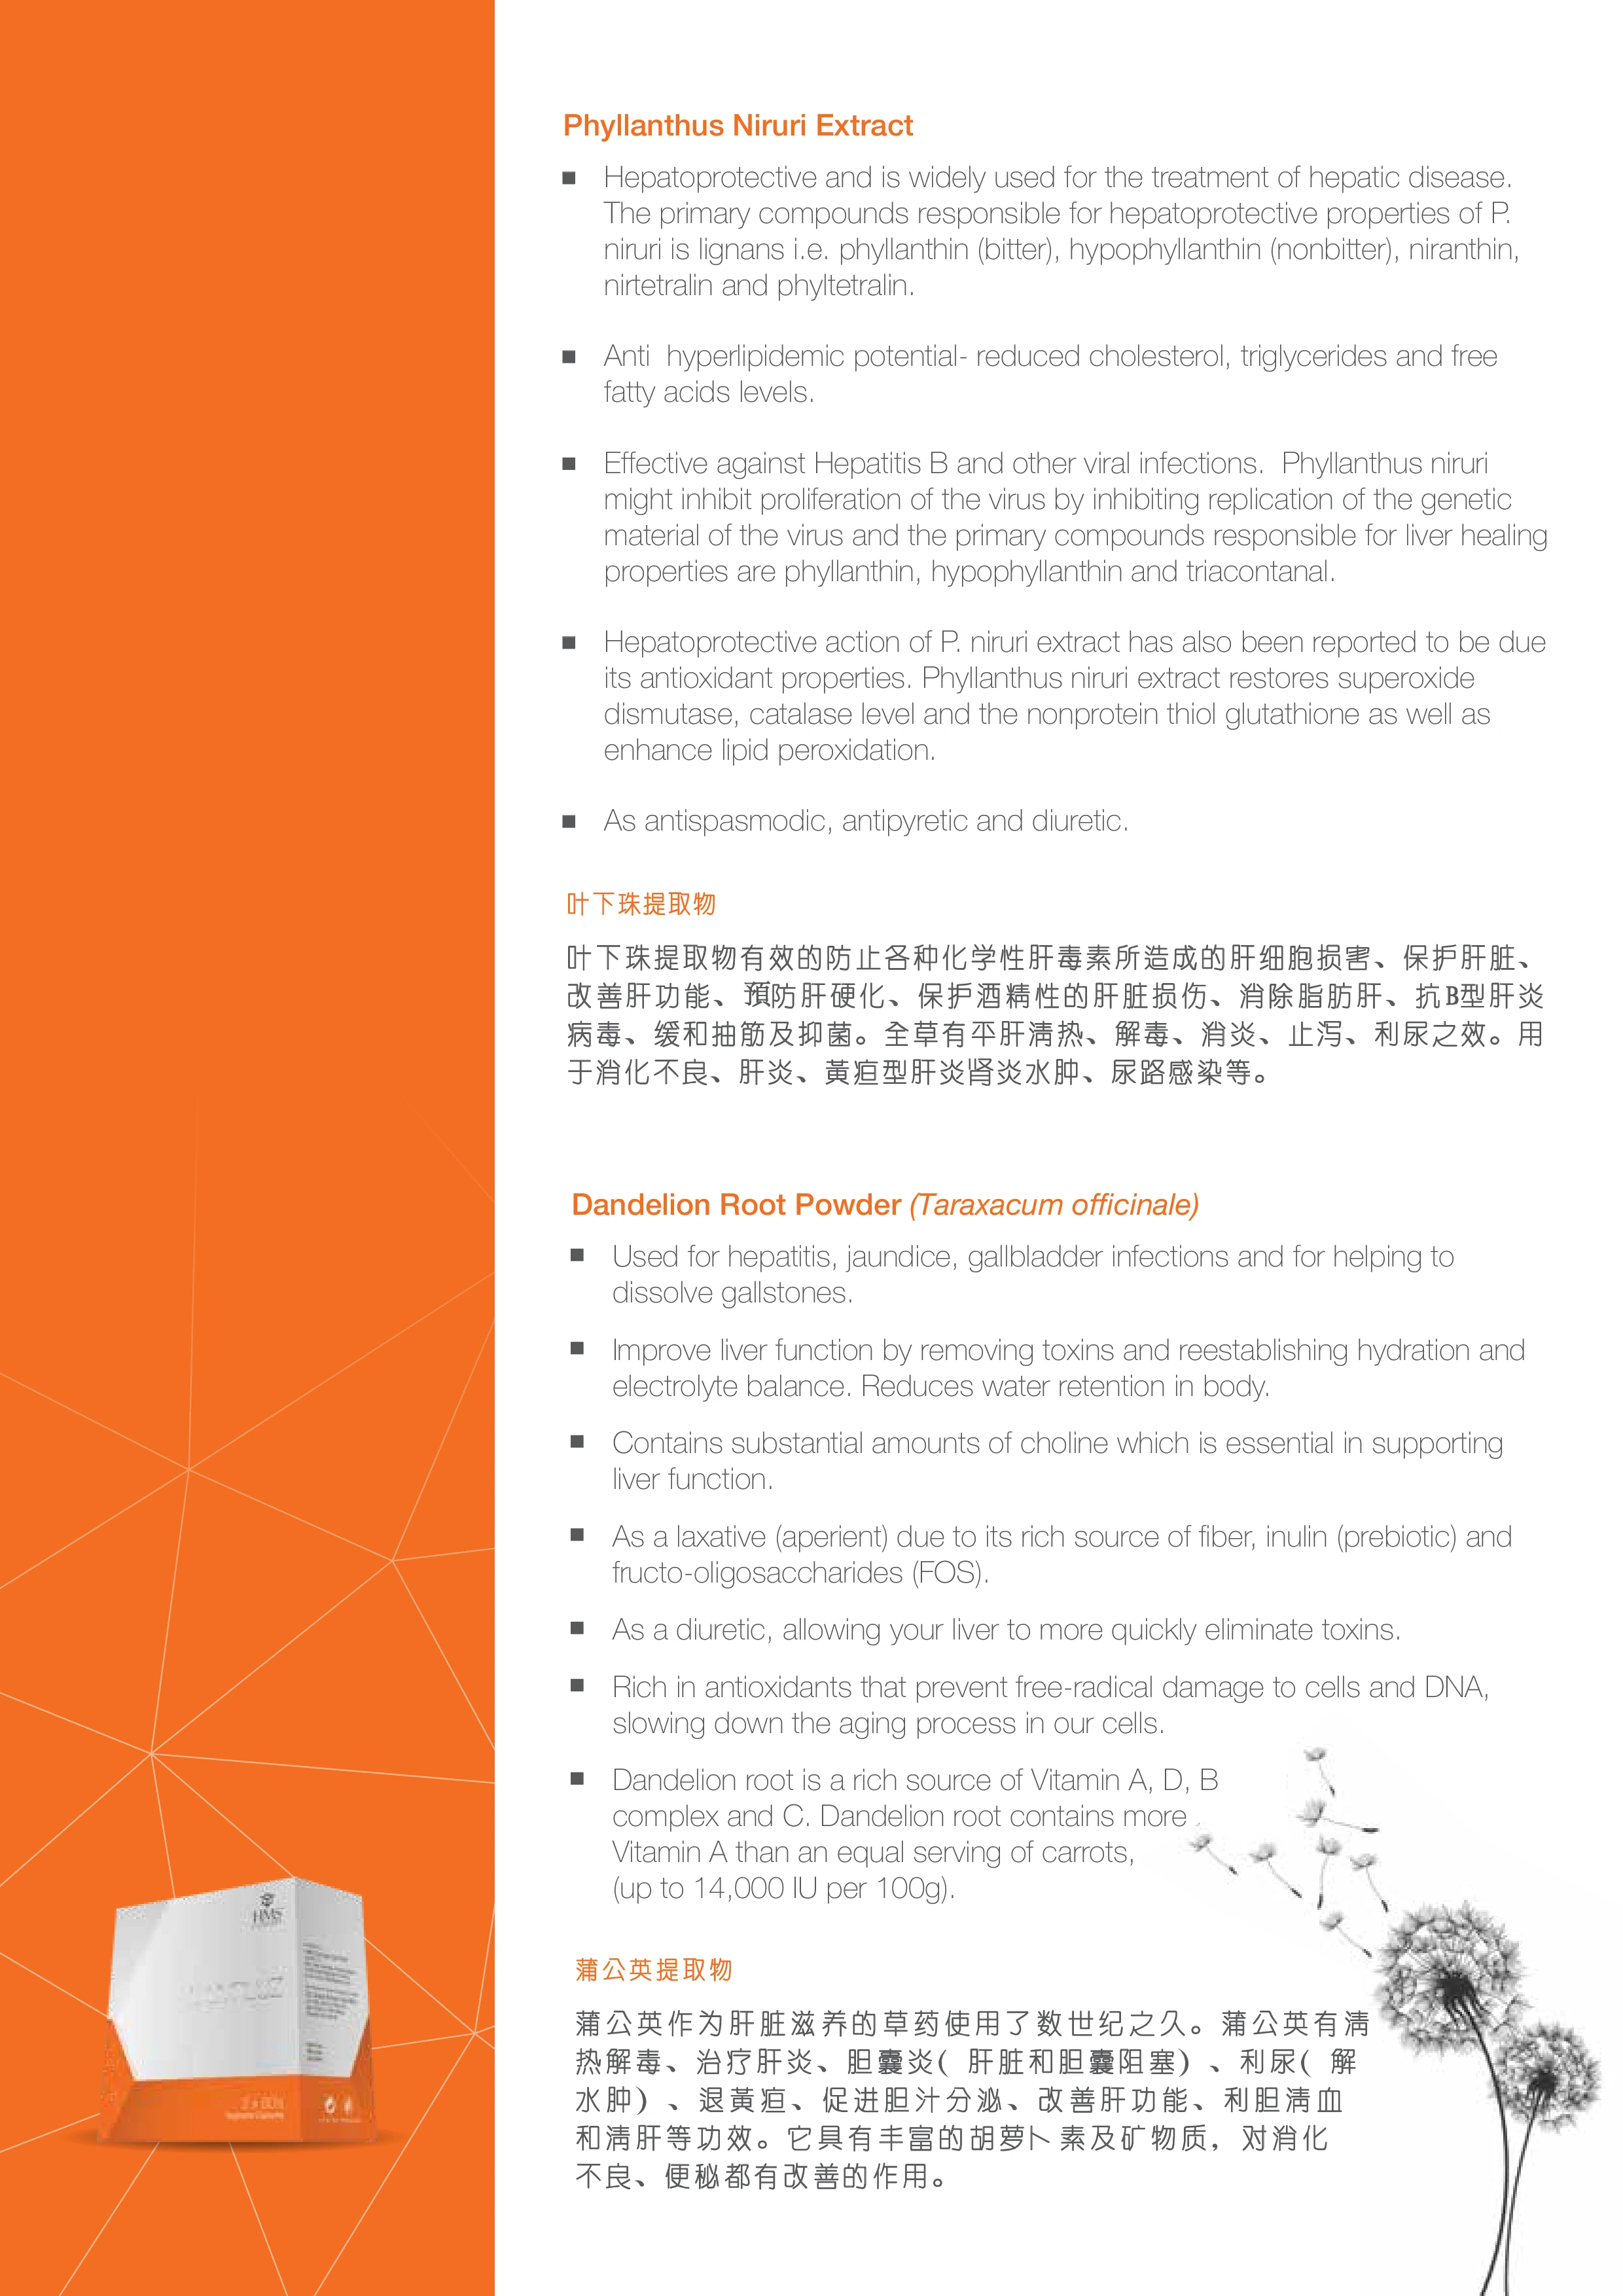 Phyllanthus Niruri Extract
■ Hepatoprotective and is widely used for the treatment of hepatic disease.
The primary compounds responsible for hepatoprotective properties of P.
niruri is lignans i.e. phyllanthin (bitter), hypophyllanthin (nonbitter), niranthin,
nirtetralin and phyltetralin.
■ Anti  hyperlipidemic potential- reduced cholesterol, triglycerides and free
fatty acids levels.
■ Effective against Hepatitis B and other viral infections.  Phyllanthus niruri
might inhibit proliferation of the virus by inhibiting replication of the genetic
material of the virus and the primary compounds responsible for liver healing
properties are phyllanthin, hypophyllanthin and triacontanal.
■ Hepatoprotective action of P. niruri extract has also been reported to be due
its antioxidant properties. Phyllanthus niruri extract restores superoxide
dismutase, catalase level and the nonprotein thiol glutathione as well as
enhance lipid peroxidation.
■ As antispasmodic, antipyretic and diuretic.
叶下珠提取物
叶下珠提取物有效的防止各种化学性肝毒素所造成的肝细胞损害、保护肝脏、
改善肝功能、預防肝硬化、保护酒精性的肝脏损伤、消除脂肪肝、抗B型肝炎
病毒、缓和抽筋及抑菌。全草有平肝清热、解毒、消炎、止泻、利尿之效。用
于消化不良、肝炎、黃疸型肝炎肾炎水肿、尿路感染等。
Dandelion Root Powder (Taraxacum officinale)
■ Used for hepatitis, jaundice, gallbladder infections and for helping to
dissolve gallstones.
■ Improve liver function by removing toxins and reestablishing hydration and
electrolyte balance. Reduces water retention in body.
■ Contains substantial amounts of choline which is essential in supporting
liver function.
■ As a laxative (aperient) due to its rich source of fiber, inulin (prebiotic) and
fructo-oligosaccharides (FOS).
■ As a diuretic, allowing your liver to more quickly eliminate toxins.
■ Rich in antioxidants that prevent free-radical damage to cells and DNA,
slowing down the aging process in our cells.
■ Dandelion root is a rich source of Vitamin A, D, B
complex and C. Dandelion root contains more
Vitamin A than an equal serving of carrots,
(up to 14,000 IU per 100g).
蒲公英提取物
蒲公英作为肝脏滋养的草药使用了数世纪之久。蒲公英有清
热解毒、治疗肝炎、胆囊炎( 肝脏和胆囊阻塞) 、利尿( 解
水肿) 、退黃疸、促进胆汁分泌、改善肝功能、利胆清血
和清肝等功效。它具有丰富的胡萝卜素及矿物质，对消化
不良、便秘都有改善的作用。
HMS